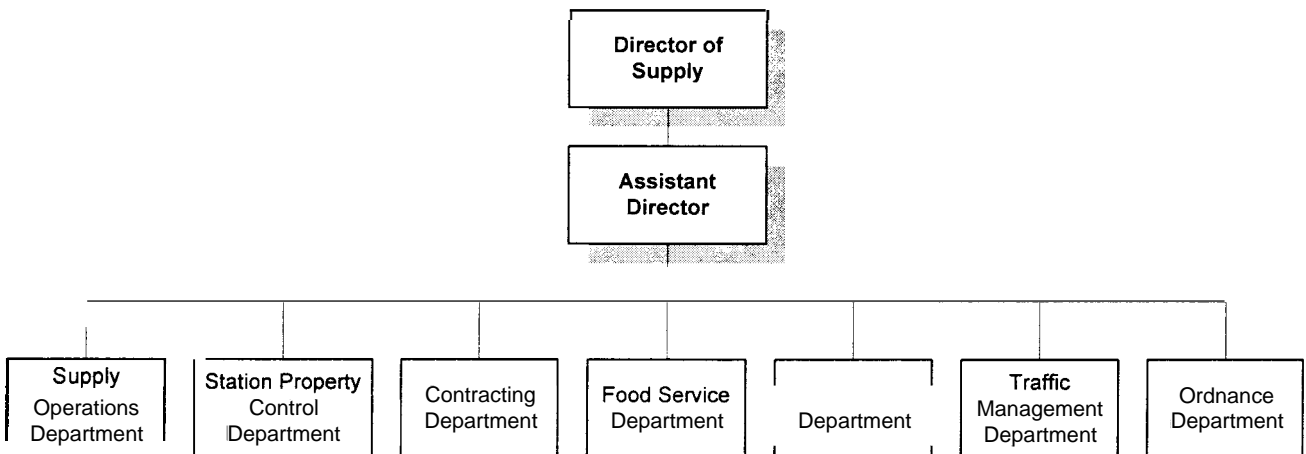 Director of
Supply
Assistant
Director
Supply
Operations
Department
Station Property
Control
Department
Contracting
Department
Food Service
Department
Department
Traffic
Management
Department
Ordnance
Department